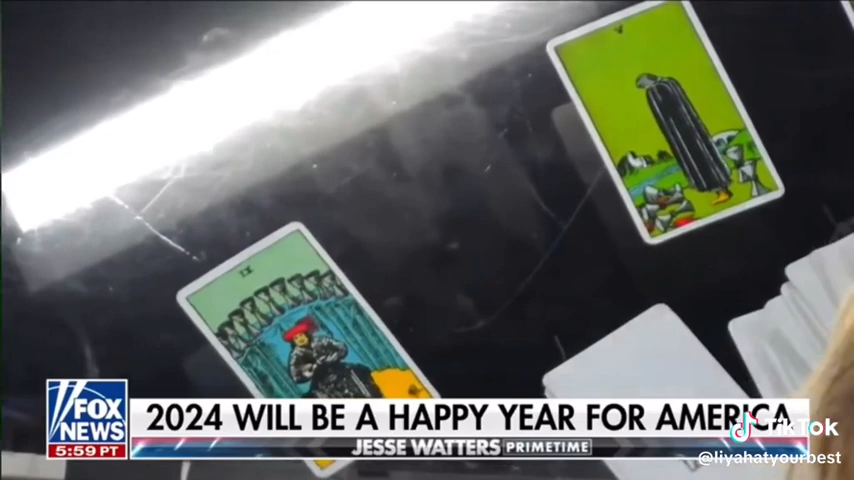 V
IX
FOX
NEWS
5:59 PT
2024 WILL BE A HAPPY YEAR FOR AMERICA
JESSE WATTERS PRIMETIME
TikTok
@liyahatyourbest